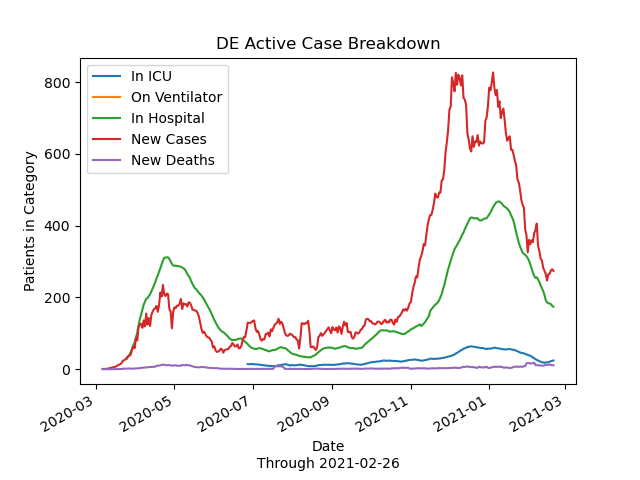 DE Active Case Breakdown
In ICU
On Ventilator
In Hospital
New Cases
New Deaths
Patients in Category
800
600
400
200
0
2020-03
2020-05
2020-07
2020-09
2020-11
2021-01
2021-03
Date
Through 2021-02-26